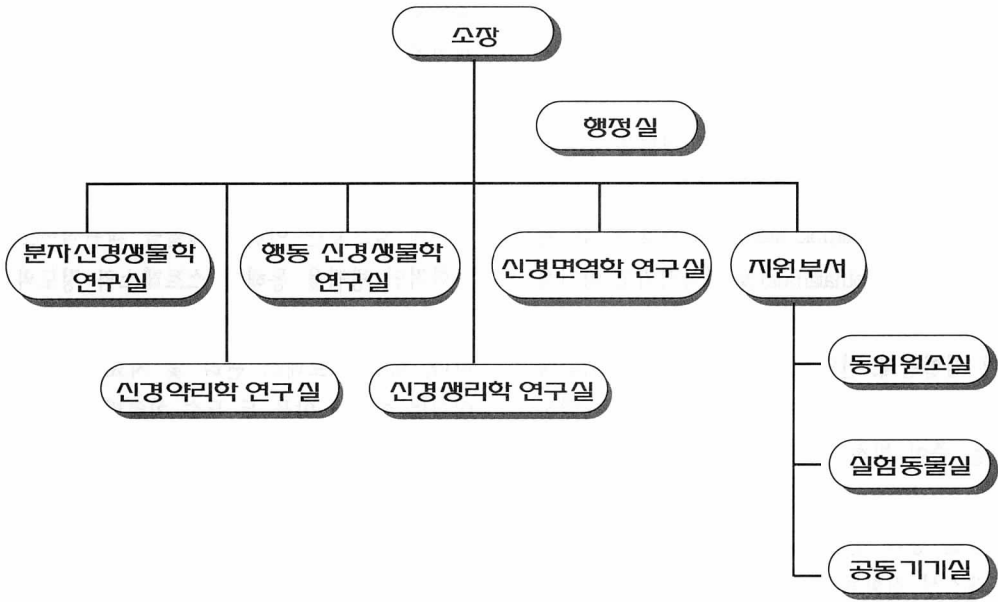 소장
행정실
분자신경생물학
연구실
행동 신경생물학
연구실
신경면역학 연구실
지원부서
신경약리학 연구실
신경생리학 연구실
동위원소실
실험동물실
공동기기실